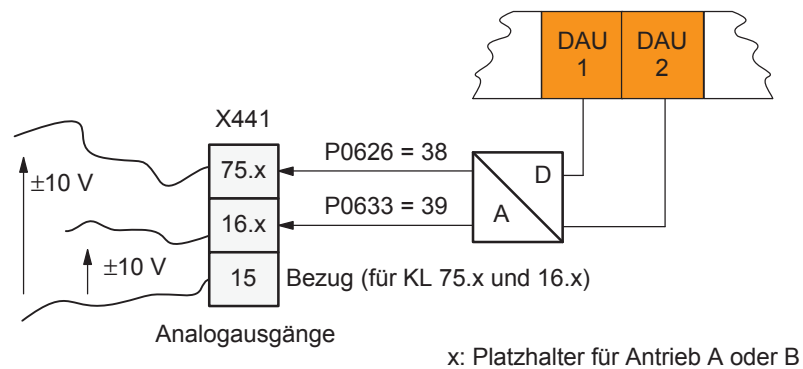 DAU
1
DAU
2
X441
75.x
P0626 = 38
D
±10 V
16.x
P0633 = 39
A
±10 V
15
Bezug (für KL 75.x und 16.x)
Analogausgänge
x: Platzhalter für Antrieb A oder B